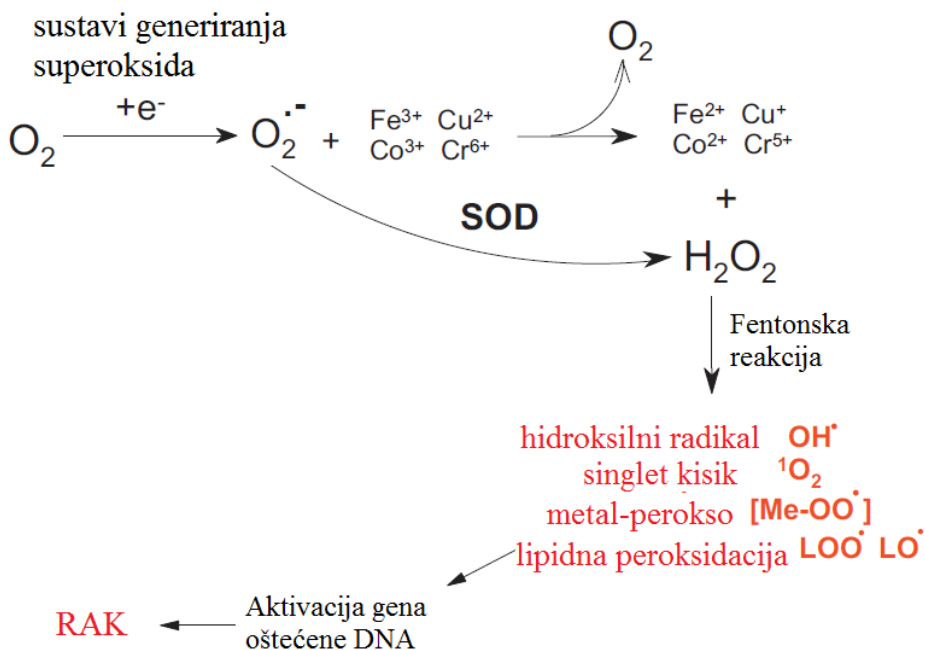 sustavi generiranja
superoksida
O₂
+e⁻
O₂
O₂˙⁻ + Fe³⁺ Cu²⁺
Co³⁺ Cr⁶⁺
Fe²⁺ Cu⁺
Co²⁺ Cr⁵⁺
+
SOD
H₂O₂
Fentonska
reakcija
hidroksilni radikal OH•
singlet kisik ¹O₂
metal-perokso [Me-OO•]
lipidna peroksidacija LOO• LO•
Aktivacija gena
oštećene DNA
RAK